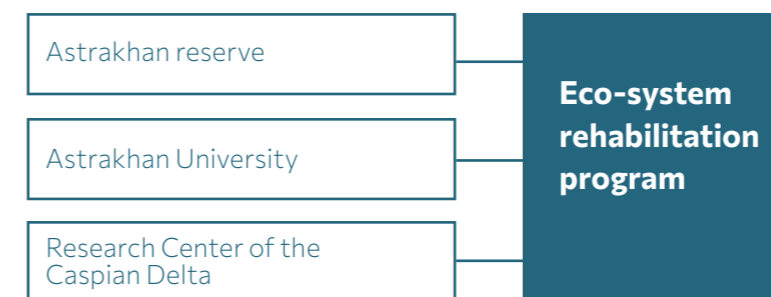 Astrakhan reserve
Astrakhan University
Research Center of the
Caspian Delta
Eco-system
rehabilitation
program